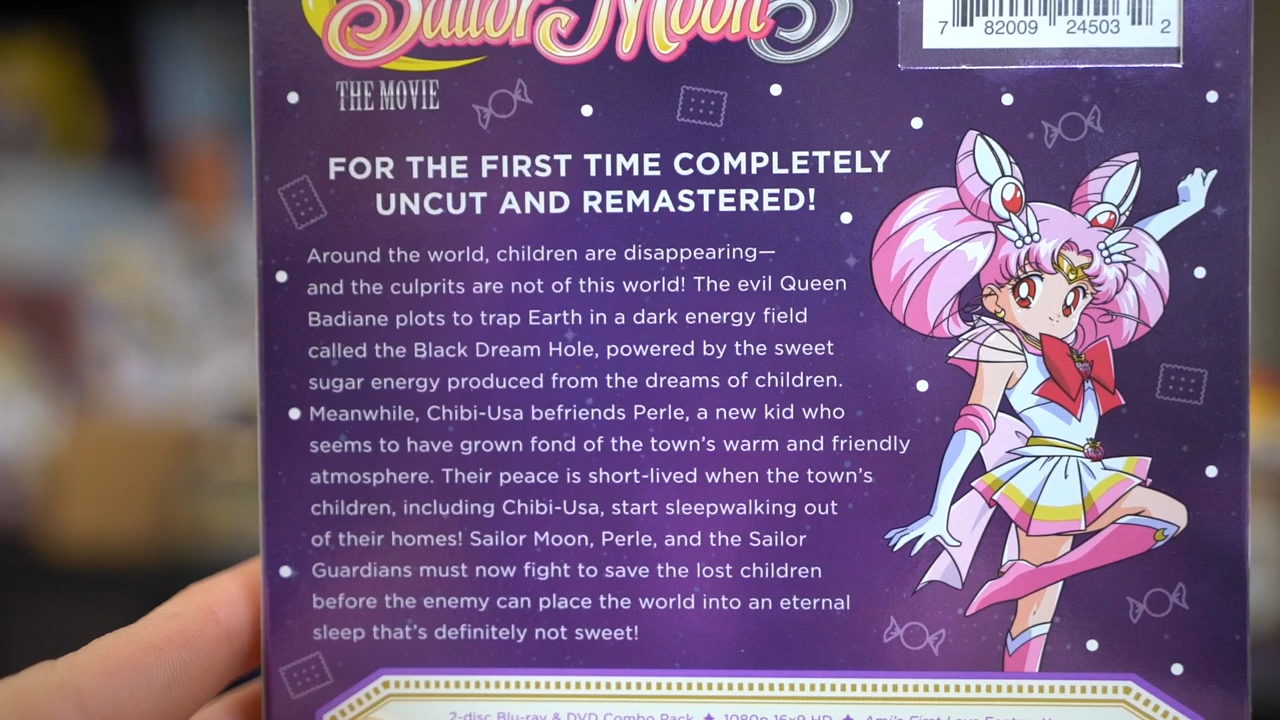 Sailor Moon S
7 82009 24503 2
THE MOVIE
FOR THE FIRST TIME COMPLETELY
UNCUT AND REMASTERED!
Around the world, children are disappearing—
and the culprits are not of this world! The evil Queen
Badiane plots to trap Earth in a dark energy field
called the Black Dream Hole, powered by the sweet
sugar energy produced from the dreams of children.
Meanwhile, Chibi-Usa befriends Perle, a new kid who
seems to have grown fond of the town's warm and friendly
atmosphere. Their peace is short-lived when the town's
children, including Chibi-Usa, start sleepwalking out
of their homes! Sailor Moon, Perle, and the Sailor
Guardians must now fight to save the lost children
before the enemy can place the world into an eternal
sleep that's definitely not sweet!
2-disc Blu-ray & DVD Combo Pack ✦ 1080p 16x9 HD ✦ Ami's First Love